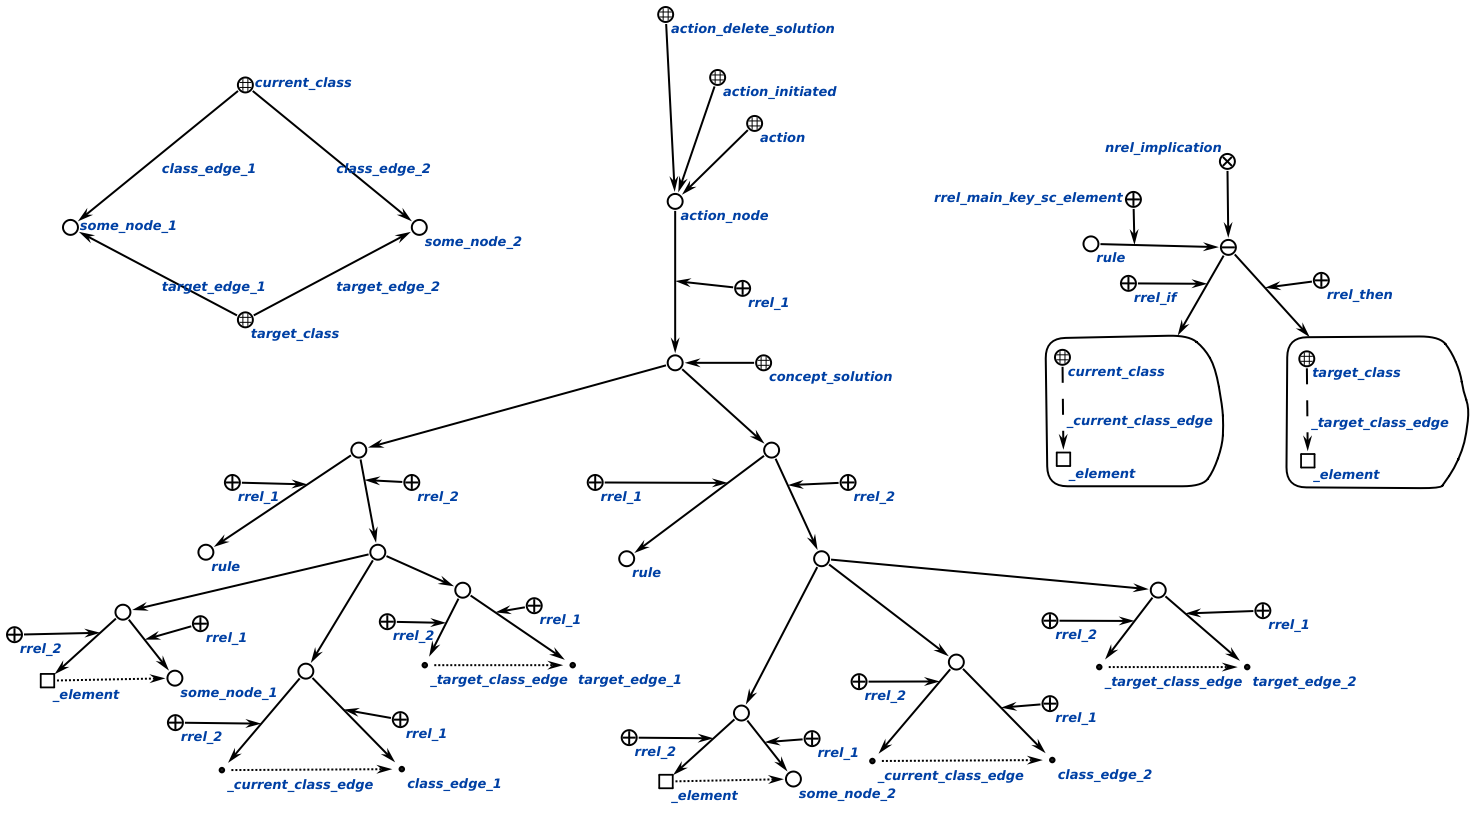 action_delete_solution
current_class
action_initiated
action
nrel_implication
class_edge_1
class_edge_2
rrel_main_key_sc_element
action_node
some_node_1
some_node_2
rule
target_edge_1
target_edge_2
rrel_if
rrel_then
rrel_1
target_class
current_class
target_class
concept_solution
_current_class_edge
_target_class_edge
_element
_element
rrel_1
rrel_2
rrel_1
rrel_2
rule
rule
rrel_2
rrel_1
rrel_2
rrel_1
rrel_2
rrel_1
_element
some_node_1
_target_class_edge
target_edge_1
_target_class_edge
target_edge_2
rrel_2
rrel_1
rrel_2
rrel_1
rrel_2
rrel_1
_current_class_edge
class_edge_1
_element
some_node_2
_current_class_edge
class_edge_2